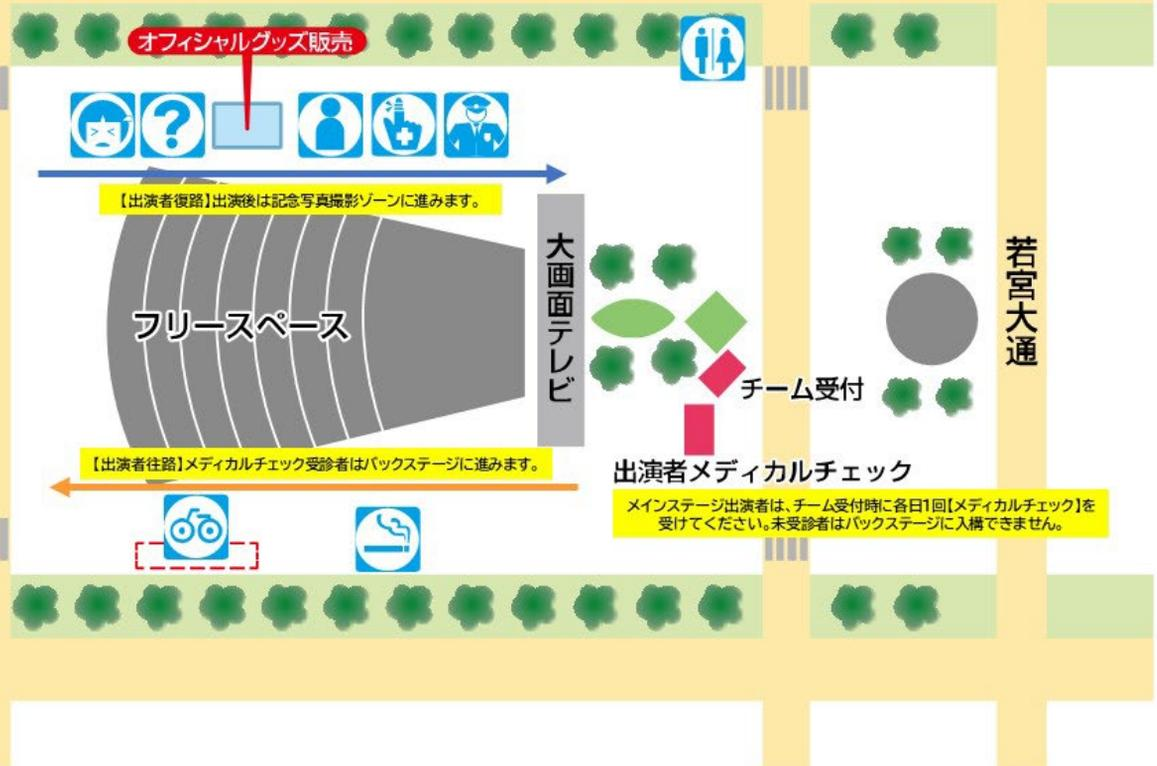 オフィシャルグッズ販売
?
【出演者復路】出演後は記念写真撮影ゾーンに進みます。
大画面テレビ
フリースペース
若宮大通
チーム受付
【出演者往路】メディカルチェック受診者はバックステージに進みます。
出演者メディカルチェック
メインステージ出演者は、チーム受付時に各日1回【メディカルチェック】を
受けてください。未受診者はバックステージに入構できません。